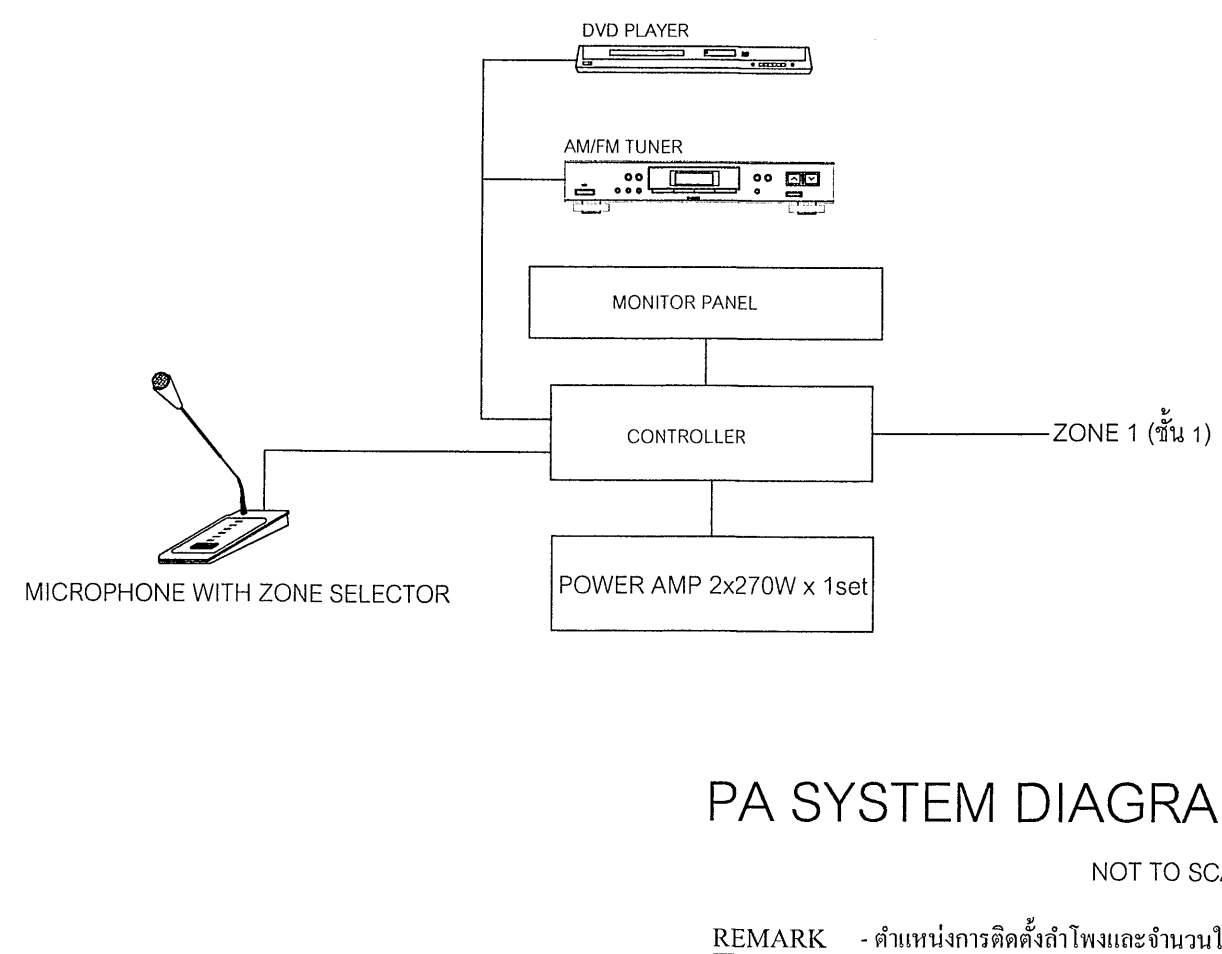 DVD PLAYER
AM/FM TUNER
MONITOR PANEL
CONTROLLER
ZONE 1 (ชั้น 1)
MICROPHONE WITH ZONE SELECTOR
POWER AMP 2x270W x 1set
PA SYSTEM DIAGRA
NOT TO SC
REMARK - ตำแหน่งการติดตั้งลำโพงและจำนวนใ